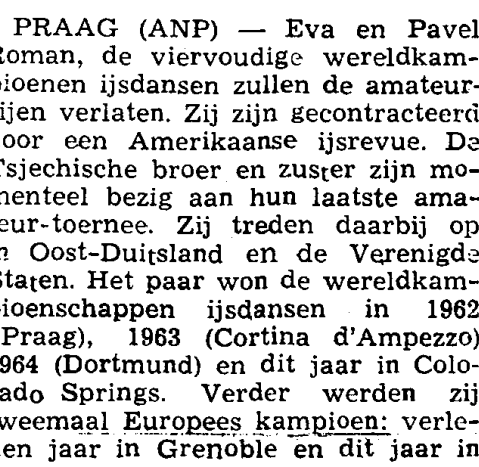 PRAAG (ANP) — Eva en Pavel
Roman, de viervoudige wereldkam-
pioenen ijsdansen zullen de amateur-
rijen verlaten. Zij zijn gecontracteerd
door een Amerikaanse ijsrevue. De
Tsjechische broer en zuster zijn mo-
menteel bezig aan hun laatste ama-
teur-toernee. Zij treden daarbij op
in Oost-Duitsland en de Verenigde
Staten. Het paar won de wereldkam-
pioenschappen ijsdansen in 1962
(Praag), 1963 (Cortina d'Ampezzo)
1964 (Dortmund) en dit jaar in Colo-
rado Springs. Verder werden zij
tweemaal Europees kampioen: verle-
den jaar in Grenoble en dit jaar in